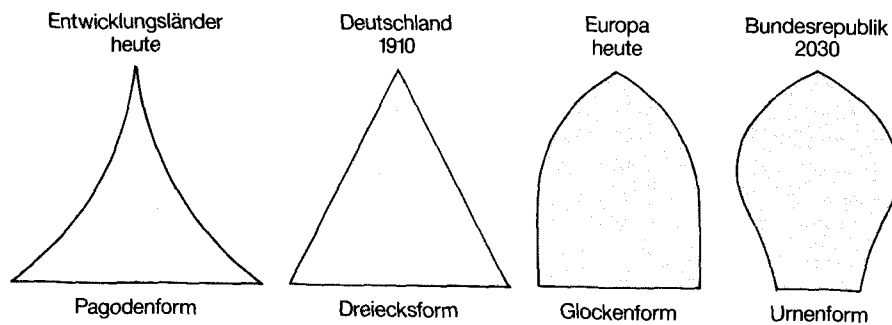 Entwicklungsländer
heute
Deutschland
1910
Europa
heute
Bundesrepublik
2030
Pagodenform
Dreiecksform
Glockenform
Urnenform